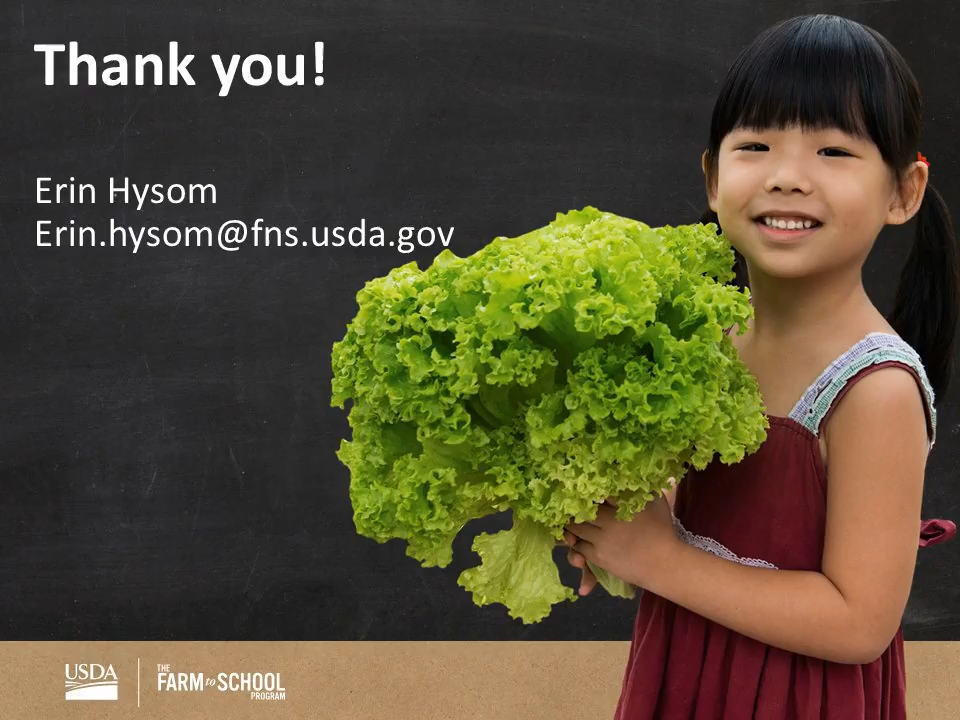 Thank you!
Erin Hysom
Erin.hysom@fns.usda.gov
USDA
THE
FARM to SCHOOL
PROGRAM